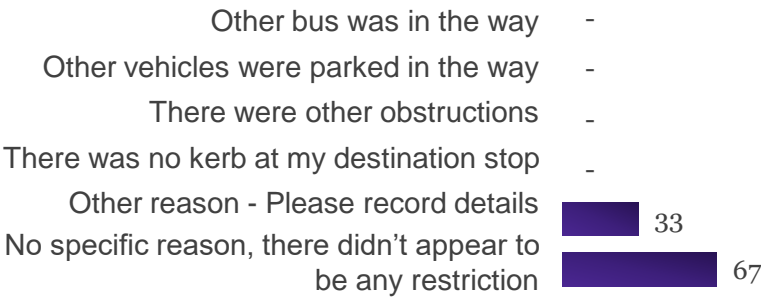 Other bus was in the way -
Other vehicles were parked in the way -
There were other obstructions -
There was no kerb at my destination stop -
Other reason - Please record details 33
No specific reason, there didn’t appear to
be any restriction 67